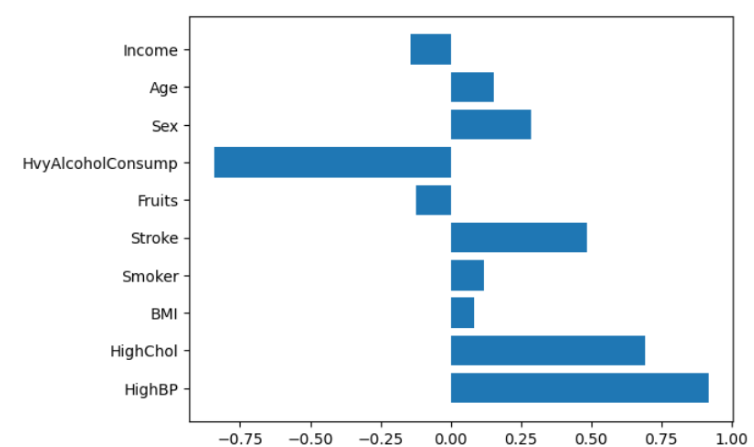 Income
Age
Sex
HvyAlcoholConsump
Fruits
Stroke
Smoker
BMI
HighChol
HighBP
−0.75 −0.50 −0.25 0.00 0.25 0.50 0.75 1.00